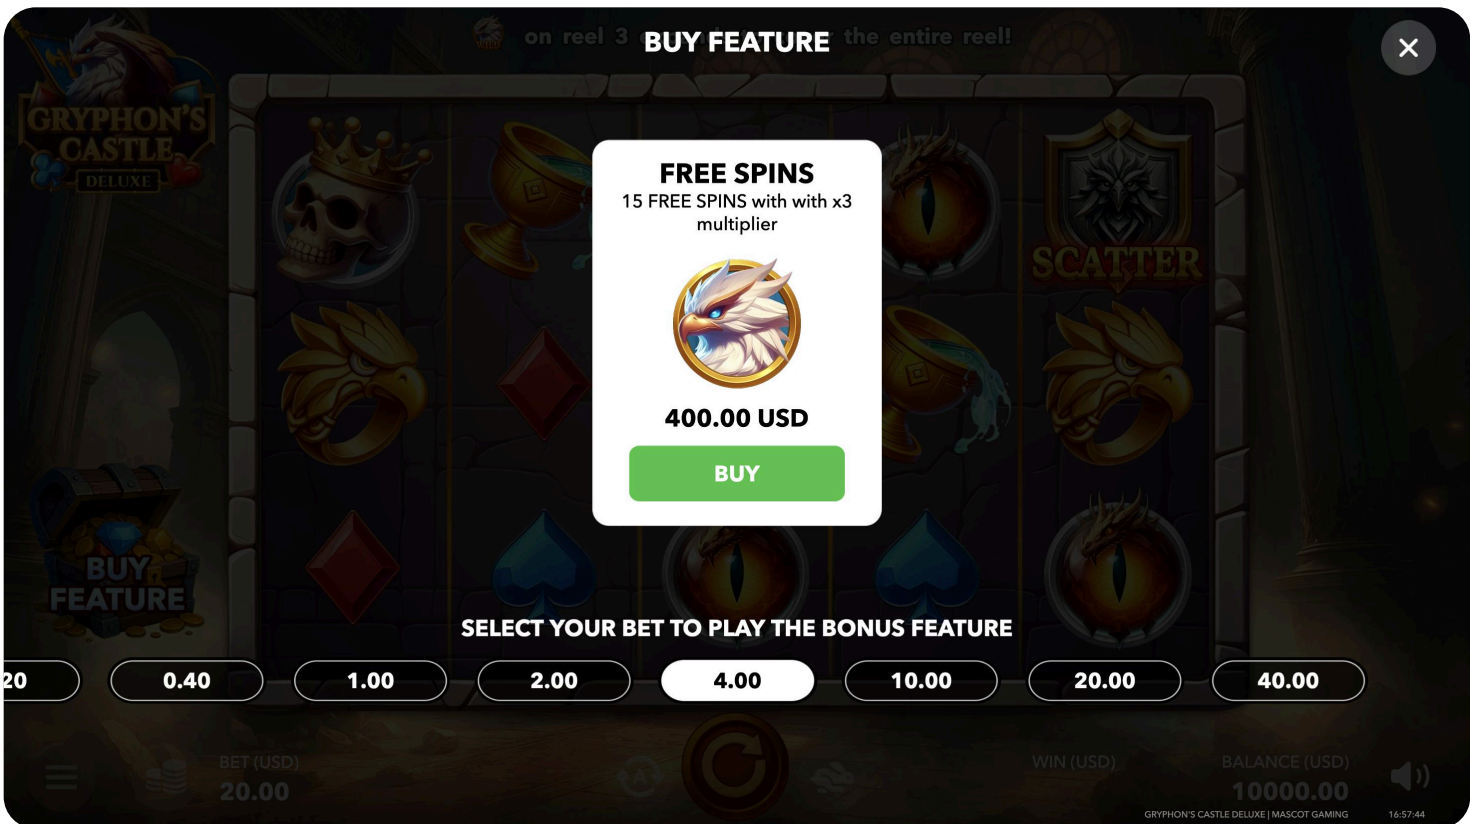 on reel 3
BUY FEATURE
the entire reel!
GRYPHON'S
CASTLE
DELUXE
FREE SPINS
15 FREE SPINS with with x3
multiplier
SCATTER
400.00 USD
BUY
BUY
FEATURE
SELECT YOUR BET TO PLAY THE BONUS FEATURE
20
0.40
1.00
2.00
4.00
10.00
20.00
40.00
BET (USD)
20.00
A
WIN (USD)
BALANCE (USD)
10000.00
GRYPHON'S CASTLE DELUXE | MASCOT GAMING
16:57:44